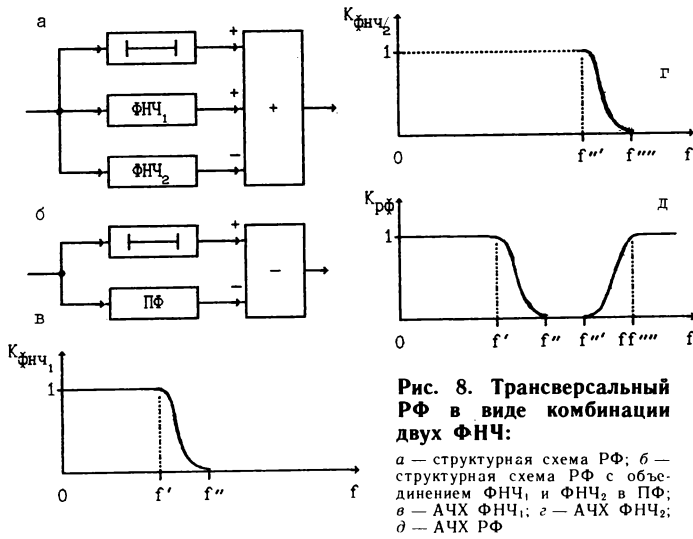 а
+
ФНЧ₁
+
+
ФНЧ₂
−
б
+
−
ПФ
−
в
Kфнч₁
1
0
f'
f"
f
Kфнч₂
1
г
0
f"'
f""
f
Kрф
д
1
0
f'
f"
f"'
ff""
f
Рис. 8. Трансверсальный
РФ в виде комбинации
двух ФНЧ:
а — структурная схема РФ; б —
структурная схема РФ с объе-
динением ФНЧ₁ и ФНЧ₂ в ПФ;
в — АЧХ ФНЧ₁; г — АЧХ ФНЧ₂;
д — АЧХ РФ